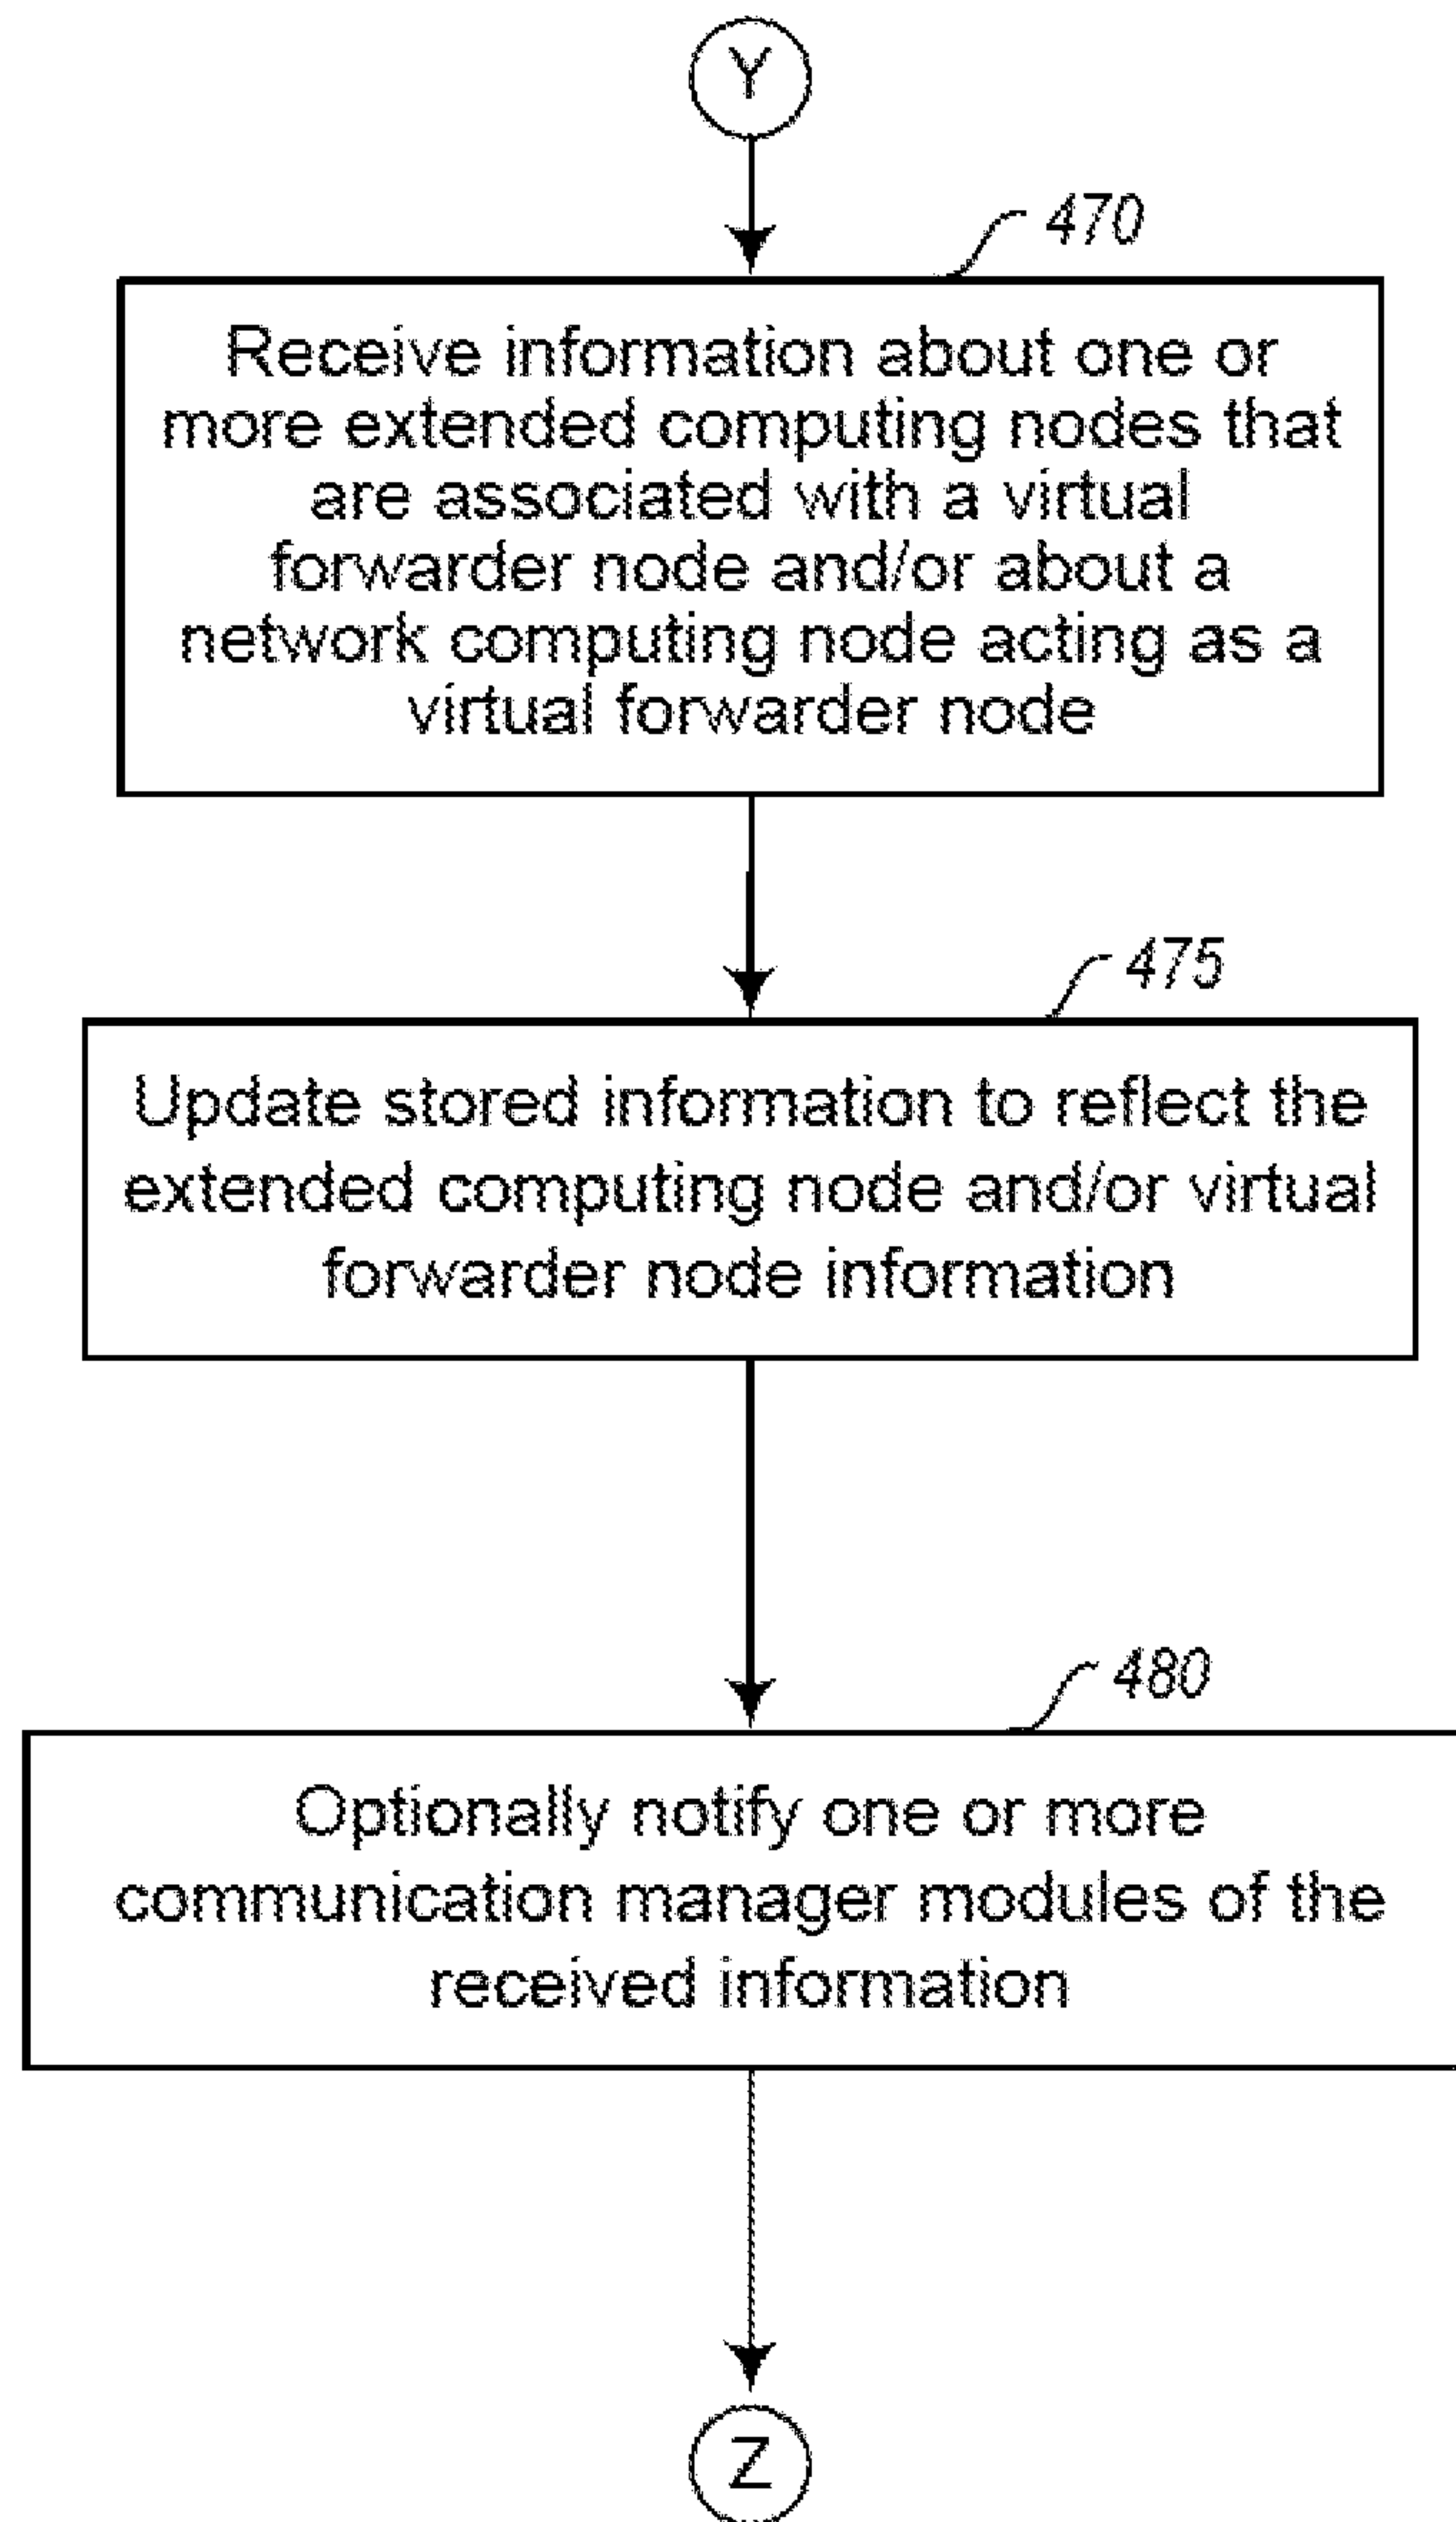 Y
470
Receive information about one or
more extended computing nodes that
are associated with a virtual
forwarder node and/or about a
network computing node acting as a
virtual forwarder node
475
Update stored information to reflect the
extended computing node and/or virtual
forwarder node information
480
Optionally notify one or more
communication manager modules of the
received information
Z